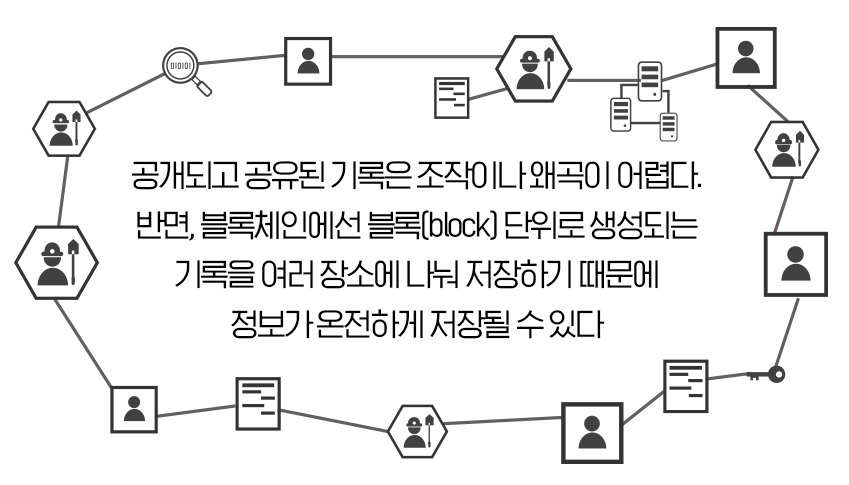 010101
공개되고 공유된 기록은 조작이나 왜곡이 어렵다.
반면, 블록체인에선 블록(block) 단위로 생성되는
기록을 여러 장소에 나눠 저장하기 때문에
정보가 온전하게 저장될 수 있다